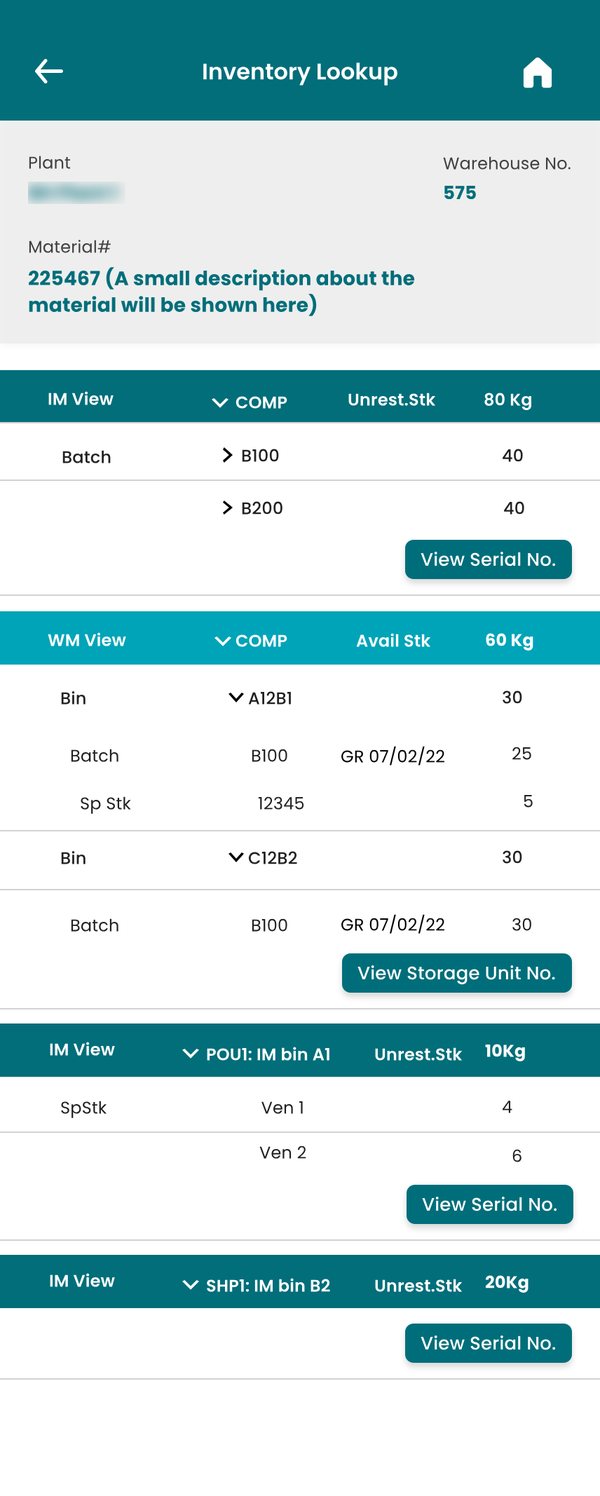 Inventory Lookup
Plant Warehouse No.
575
Material#
225467 (A small description about the
material will be shown here)
IM View COMP Unrest.Stk 80 Kg
Batch B100 40
B200 40
View Serial No.
WM View COMP Avail Stk 60 Kg
Bin A12B1 30
Batch B100 GR 07/02/22 25
Sp Stk 12345 5
Bin C12B2 30
Batch B100 GR 07/02/22 30
View Storage Unit No.
IM View POU1: IM bin A1 Unrest.Stk 10Kg
SpStk Ven 1 4
Ven 2 6
View Serial No.
IM View SHP1: IM bin B2 Unrest.Stk 20Kg
View Serial No.